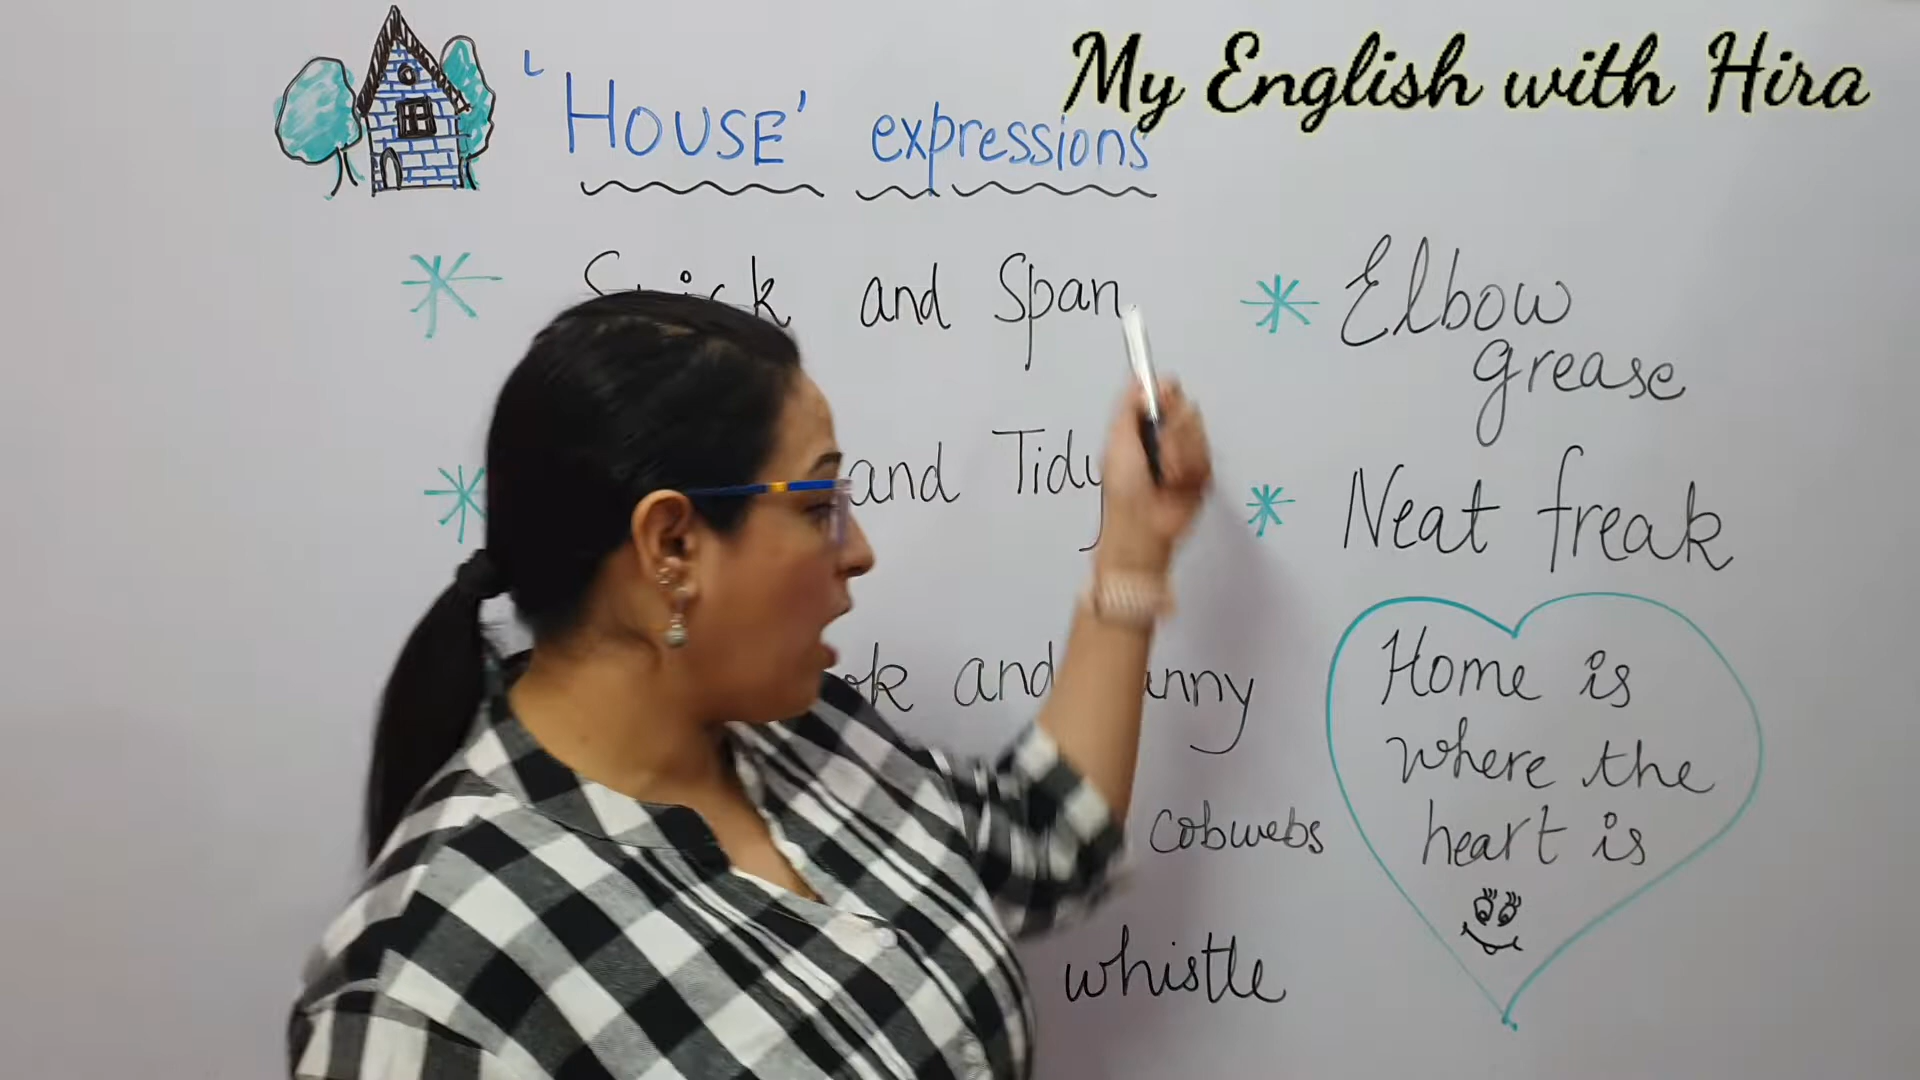 My English with Hira
'HOUSE' expressions
and Span
Elbow
grease
and Tidy
Neat freak
and
cobwebs
whistle
Home is
where the
heart is